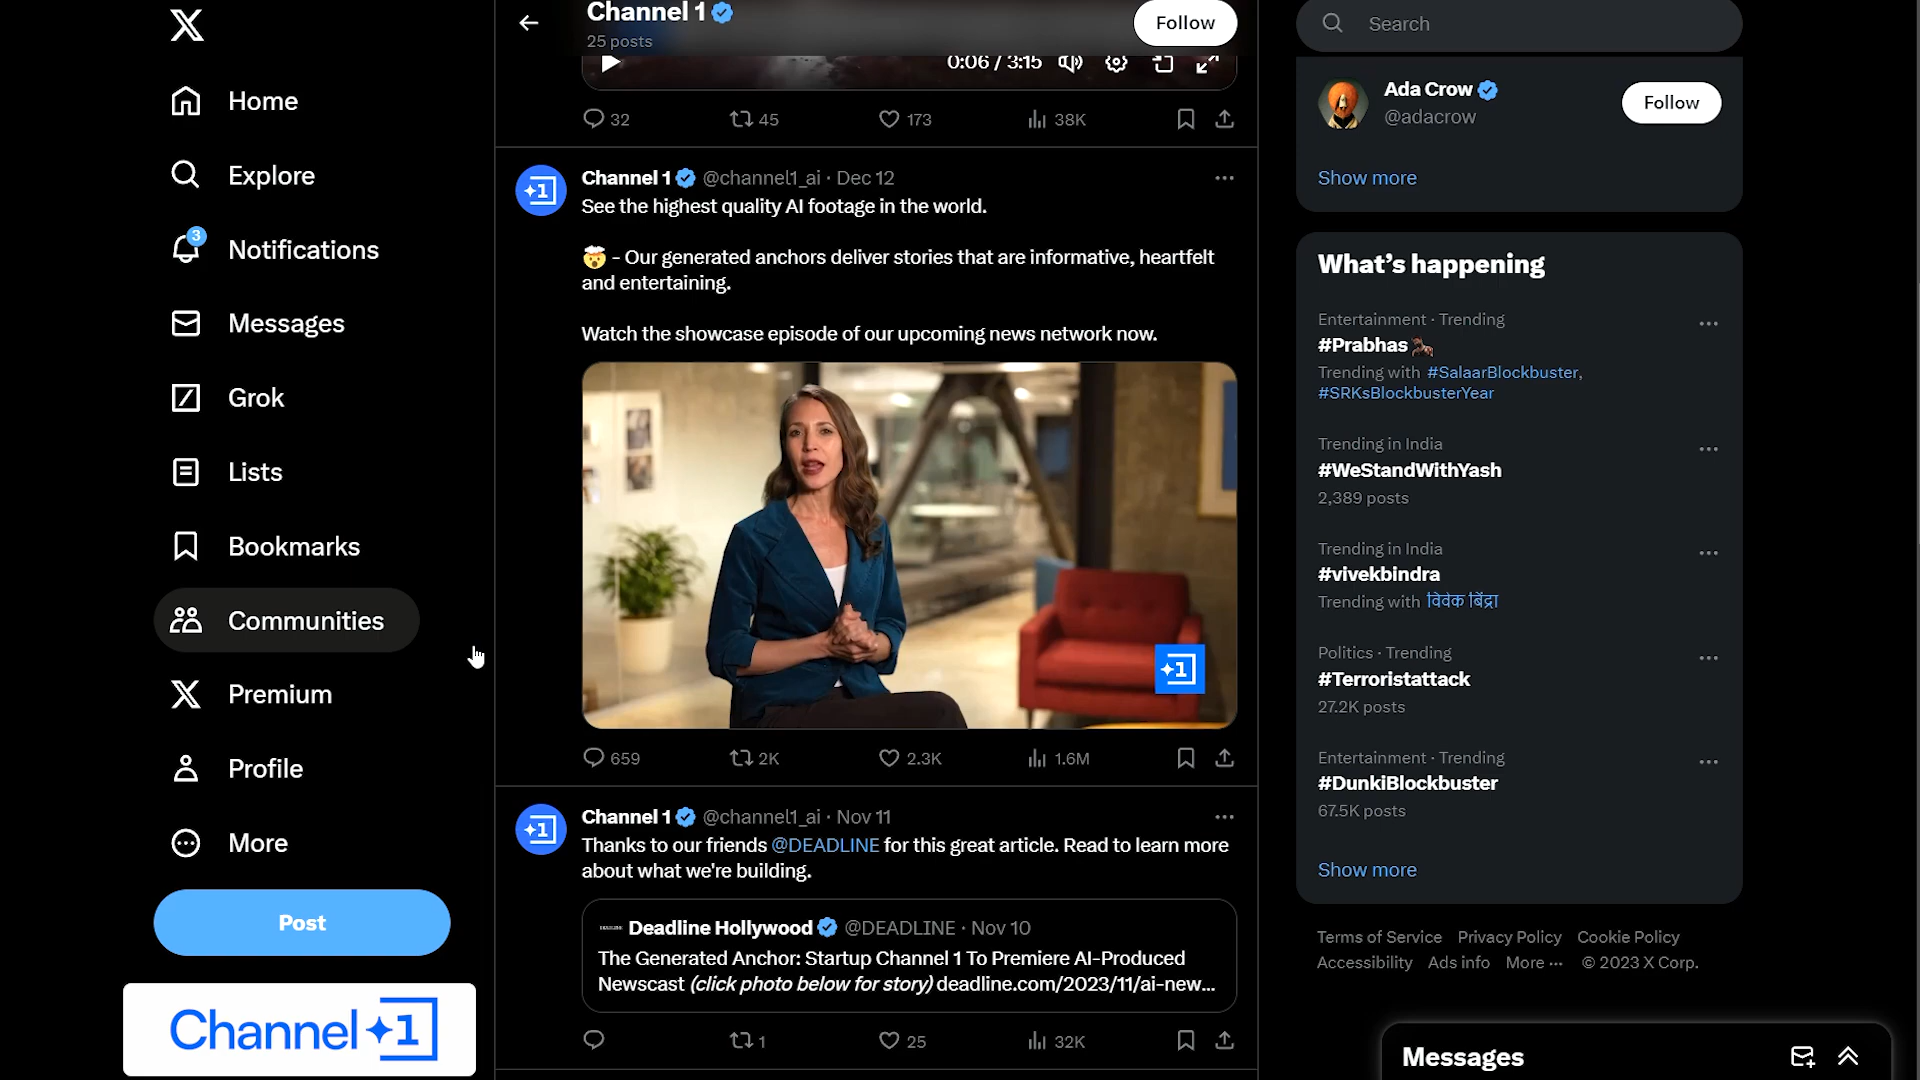 Home
Explore
3
Notifications
Messages
Grok
Lists
Bookmarks
Communities
Premium
Profile
More
Post
Channel 1
Channel 1
25 posts
Follow
0:06 / 3:15
32 45 173 38K
Channel 1 @channel1_ai · Dec 12
See the highest quality AI footage in the world.
🤯 - Our generated anchors deliver stories that are informative, heartfelt
and entertaining.
Watch the showcase episode of our upcoming news network now.
1
659 2K 2.3K 1.6M
Channel 1 @channel1_ai · Nov 11
Thanks to our friends @DEADLINE for this great article. Read to learn more
about what we're building.
Deadline Hollywood @DEADLINE · Nov 10
The Generated Anchor: Startup Channel 1 To Premiere AI-Produced
Newscast (click photo below for story) deadline.com/2023/11/ai-new...
1 25 32K
Search
Ada Crow
@adacrow
Follow
Show more
What's happening
Entertainment · Trending
#Prabhas
Trending with #SalaarBlockbuster,
#SRKsBlockbusterYear
Trending in India
#WeStandWithYash
2,389 posts
Trending in India
#vivekbindra
Trending with विवेक बिंद्रा
Politics · Trending
#Terroristattack
27.2K posts
Entertainment · Trending
#DunkiBlockbuster
67.5K posts
Show more
Terms of Service Privacy Policy Cookie Policy
Accessibility Ads info More ··· © 2023 X Corp.
Messages